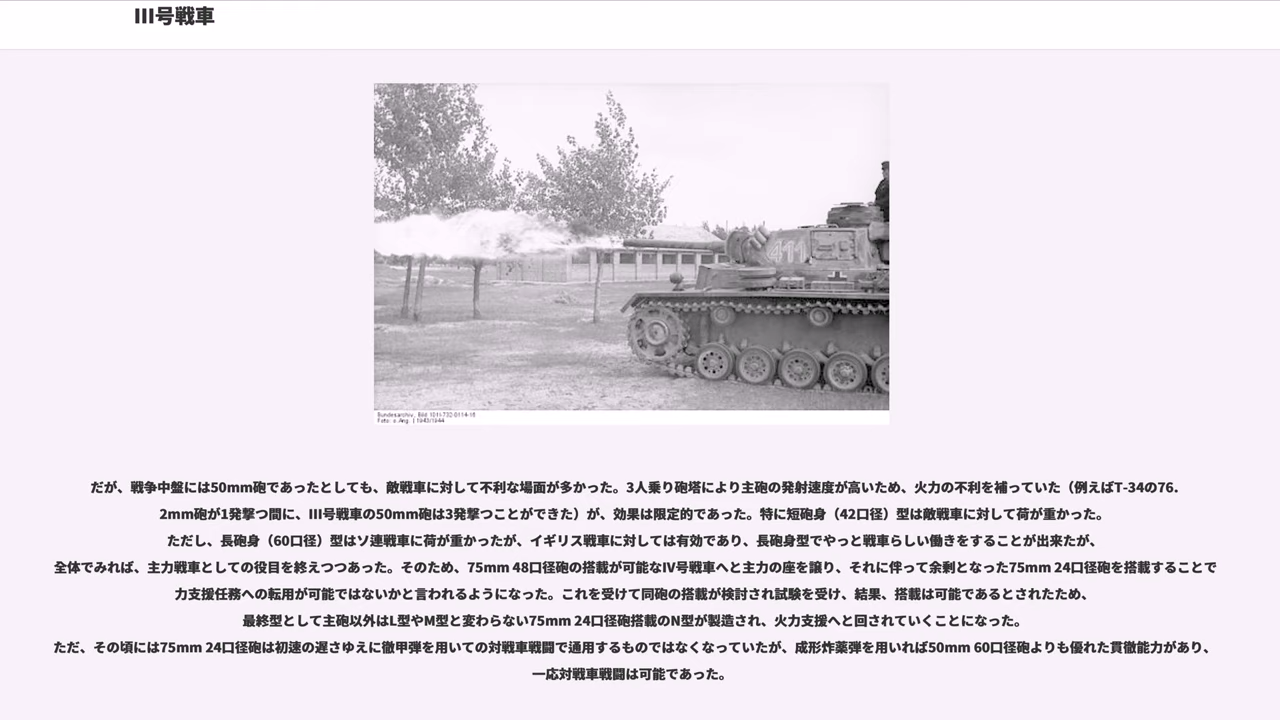 III号戦車
411
Bundesarchiv, Bild 101I-732-0114-16
Foto: o.Ang. | 1943/1944
だが、戦争中盤には50mm砲であったとしても、敵戦車に対して不利な場面が多かった。3人乗り砲塔により主砲の発射速度が高いため、火力の不利を補っていた（例えばT-34の76.
2mm砲が1発撃つ間に、III号戦車の50mm砲は3発撃つことができた）が、効果は限定的であった。特に短砲身（42口径）型は敵戦車に対して荷が重かった。
ただし、長砲身（60口径）型はソ連戦車に荷が重かったが、イギリス戦車に対しては有効であり、長砲身型でやっと戦車らしい働きをすることが出来たが、
全体でみれば、主力戦車としての役目を終えつつあった。そのため、75mm 48口径砲の搭載が可能なIV号戦車へと主力の座を譲り、それに伴って余剰となった75mm 24口径砲を搭載することで
力支援任務への転用が可能ではないかと言われるようになった。これを受けて同砲の搭載が検討され試験を受け、結果、搭載は可能であるとされたため、
最終型として主砲以外はL型やM型と変わらない75mm 24口径砲搭載のN型が製造され、火力支援へと回されていくことになった。
ただ、その頃には75mm 24口径砲は初速の遅さゆえに徹甲弾を用いての対戦車戦闘で通用するものではなくなっていたが、成形炸薬弾を用いれば50mm 60口径砲よりも優れた貫徹能力があり、
一応対戦車戦闘は可能であった。